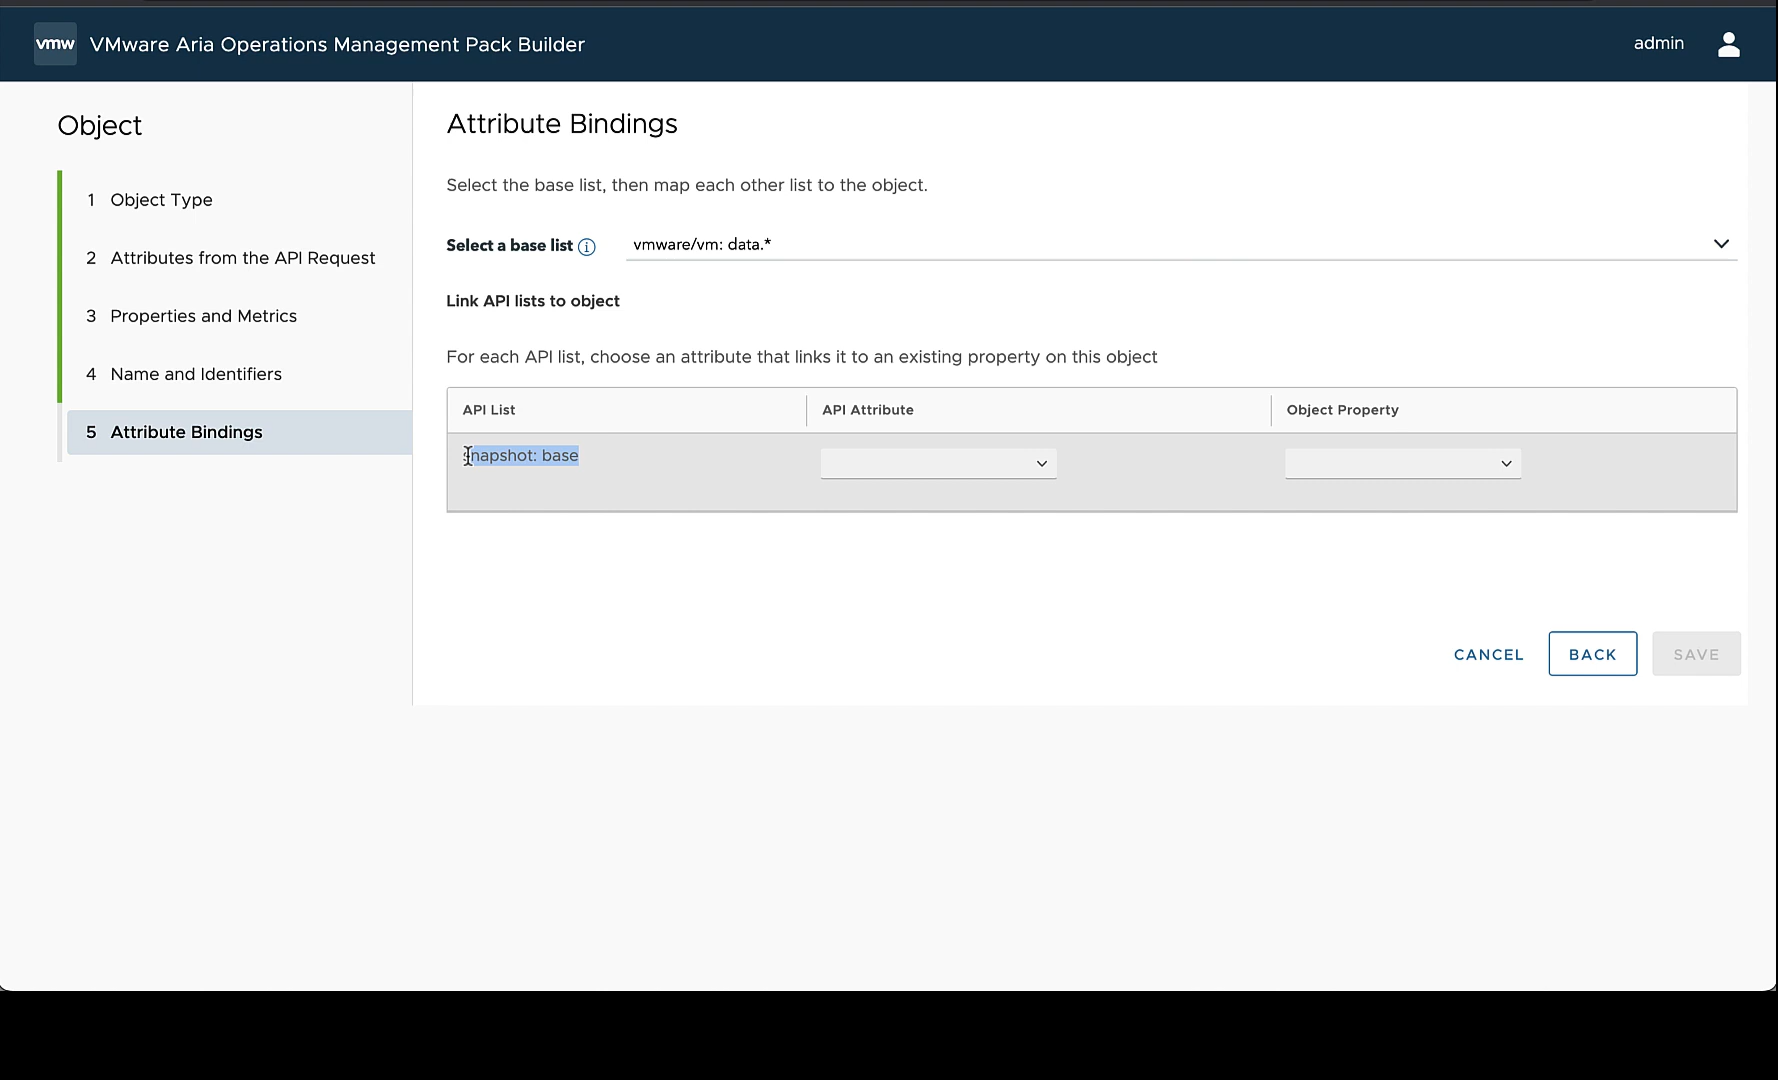 vmw VMware Aria Operations Management Pack Builder admin
Object
1 Object Type
2 Attributes from the API Request
3 Properties and Metrics
4 Name and Identifiers
5 Attribute Bindings
Attribute Bindings
Select the base list, then map each other list to the object.
Select a base list vmware/vm: data.*
Link API lists to object
For each API list, choose an attribute that links it to an existing property on this object
API List API Attribute Object Property
snapshot: base
CANCEL BACK SAVE